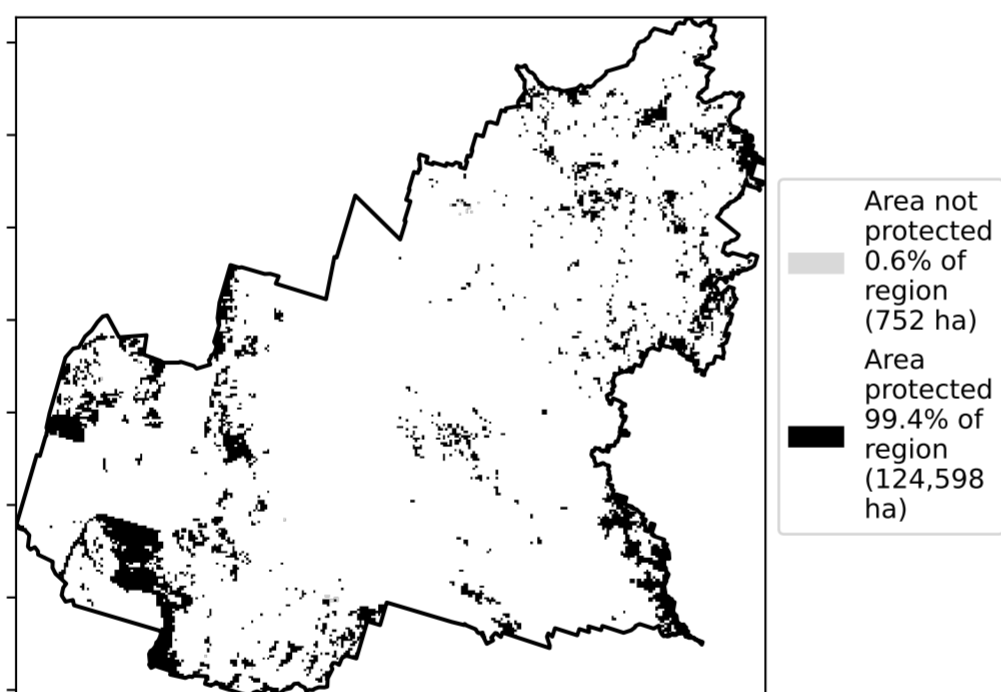 Area not
protected
0.6% of
region
(752 ha)
Area
protected
99.4% of
region
(124,598
ha)